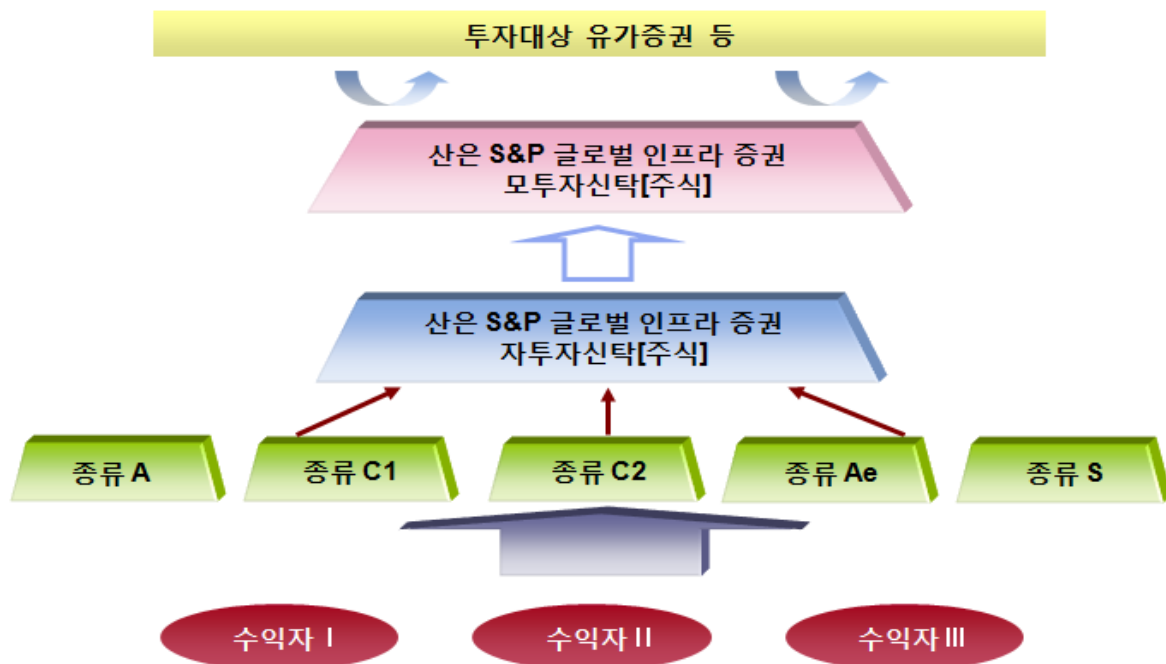 투자대상 유가증권 등
산은 S&P 글로벌 인프라 증권
모투자신탁[주식]
산은 S&P 글로벌 인프라 증권
자투자신탁[주식]
종류 A
종류 C1
종류 C2
종류 Ae
종류 S
수익자 Ⅰ
수익자 Ⅱ
수익자 Ⅲ